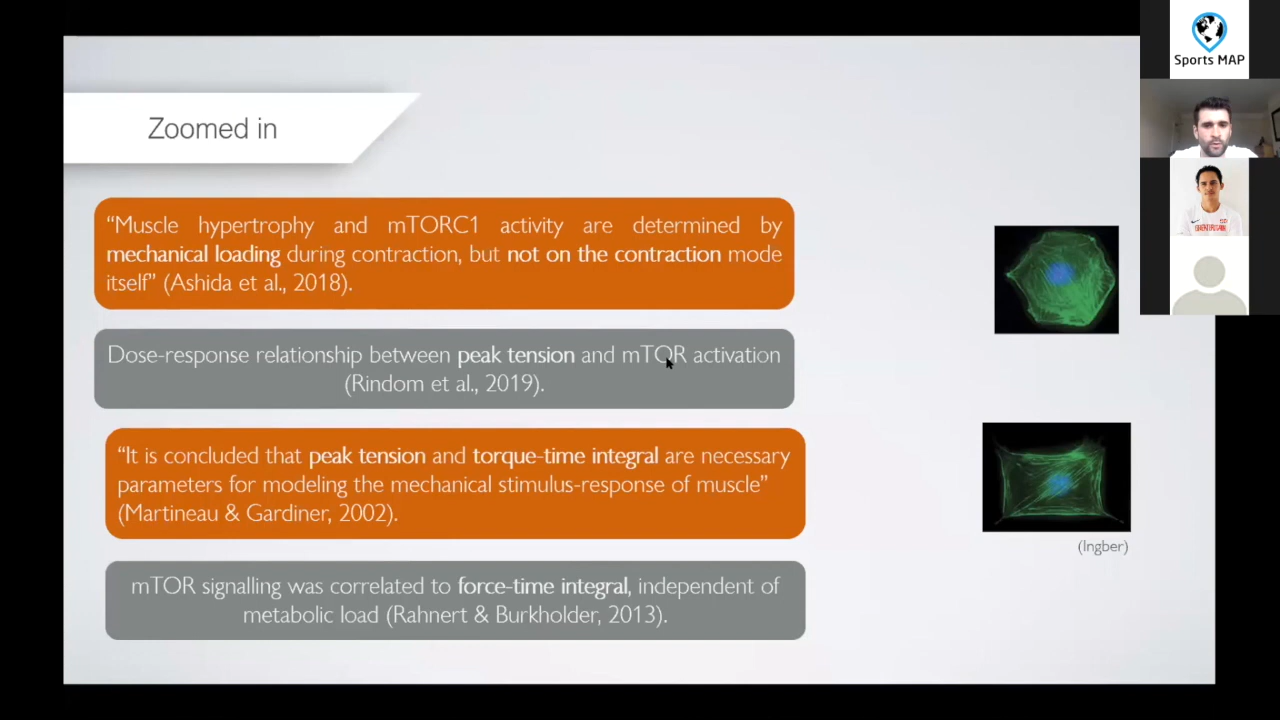 Sports MAP
Zoomed in
“Muscle hypertrophy and mTORC1 activity are determined by
mechanical loading during contraction, but not on the contraction mode
itself” (Ashida et al., 2018).
Dose-response relationship between peak tension and mTOR activation
(Rindom et al., 2019).
“It is concluded that peak tension and torque-time integral are necessary
parameters for modeling the mechanical stimulus-response of muscle”
(Martineau & Gardiner, 2002).
(Ingber)
mTOR signalling was correlated to force-time integral, independent of
metabolic load (Rahnert & Burkholder, 2013).